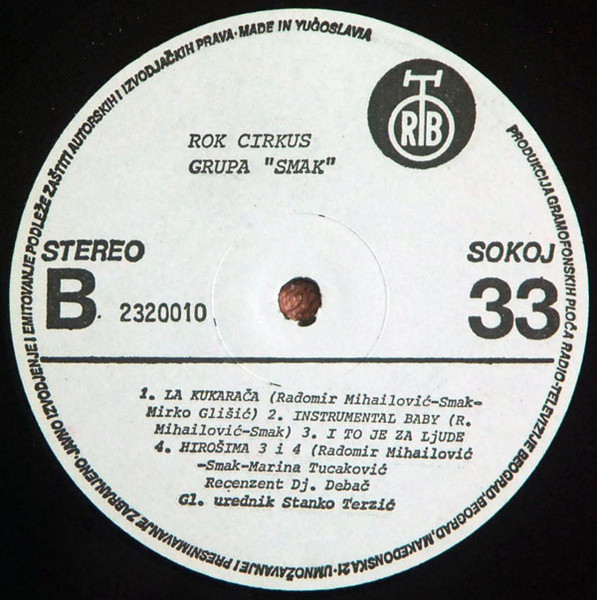 PRODUKCIJA GRAMOFONSKIH PLOČA RADIO-TELEVIZIJE BEOGRAD, BEOGRAD, MAKEDONSKA 21 · UMNOŽAVANJE I PRESNIMAVANJE ZABRANJENO · JAVNO IZVODJENJE I EMITOVANJE PODLEŽE ZAŠTITI AUTORSKIH I IZVODJAČKIH PRAVA · MADE IN YUGOSLAVIA
RTB
ROK CIRKUS
GRUPA "SMAK"
STEREO
SOKOJ
B. 2320010
33
1. LA KUKARAČA (Radomir Mihailović-Smak-
Mirko Glišić) 2. INSTRUMENTAL BABY (R.
Mihailović-Smak) 3. I TO JE ZA LjUDE
4. HIROŠIMA 3 i 4 (Radomir Mihailović
-Smak-Marina Tucaković
Recenzent Dj. Debač
Gl. urednik Stanko Terzić